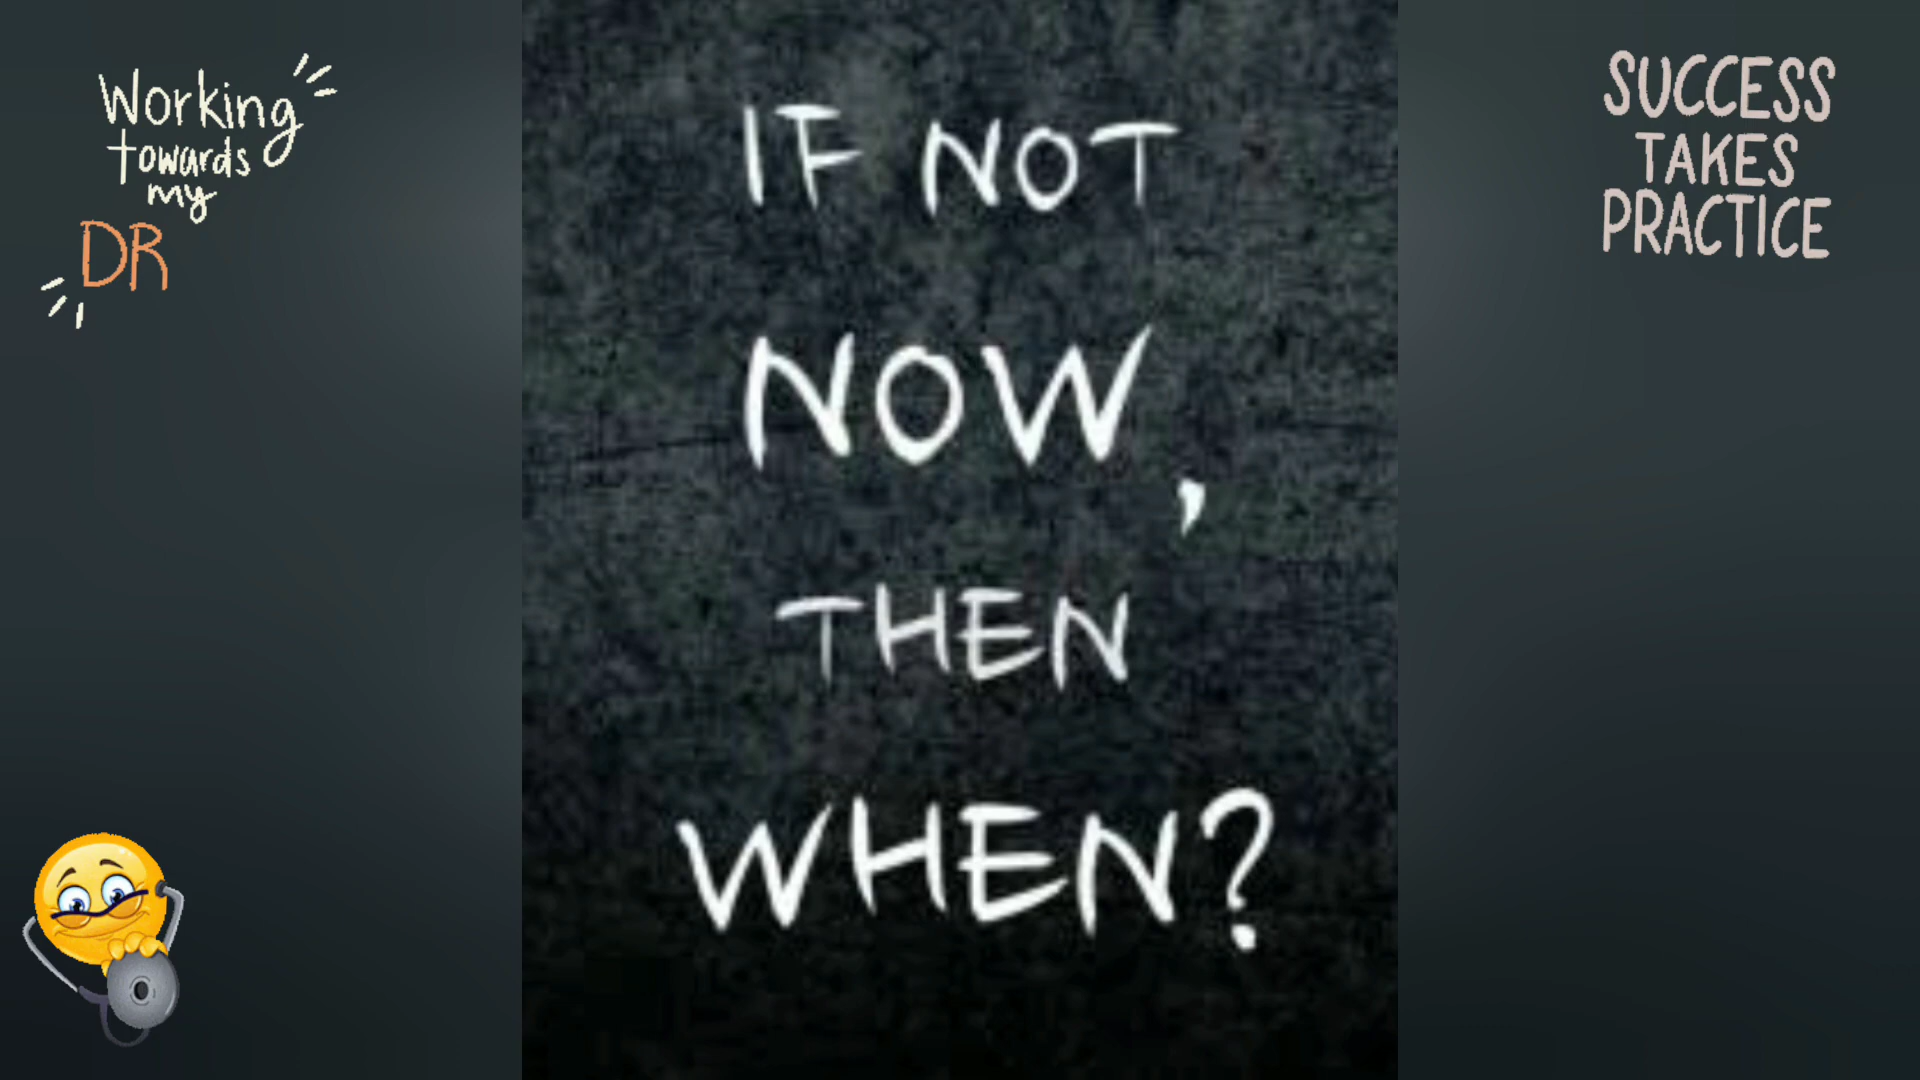 Working
towards
my
DR
IF NOT
NOW,
THEN
WHEN?
SUCCESS
TAKES
PRACTICE